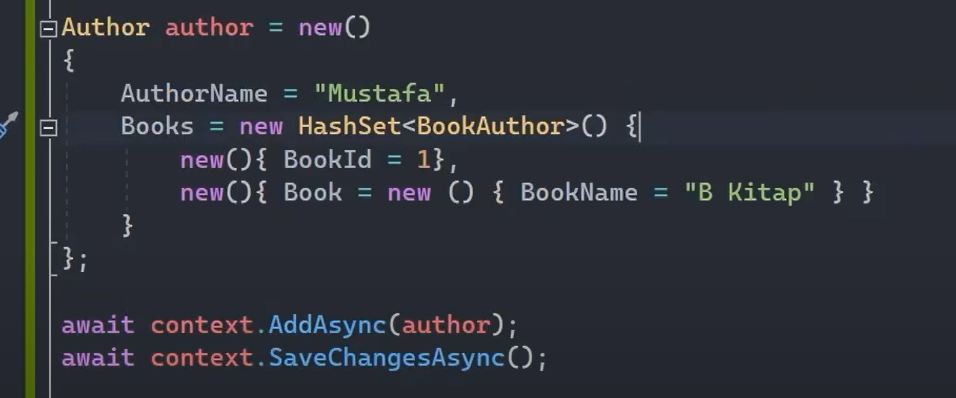 Author author = new()
{
    AuthorName = "Mustafa",
    Books = new HashSet<BookAuthor>() {
        new(){ BookId = 1},
        new(){ Book = new () { BookName = "B Kitap" } }
    }
};
await context.AddAsync(author);
await context.SaveChangesAsync();